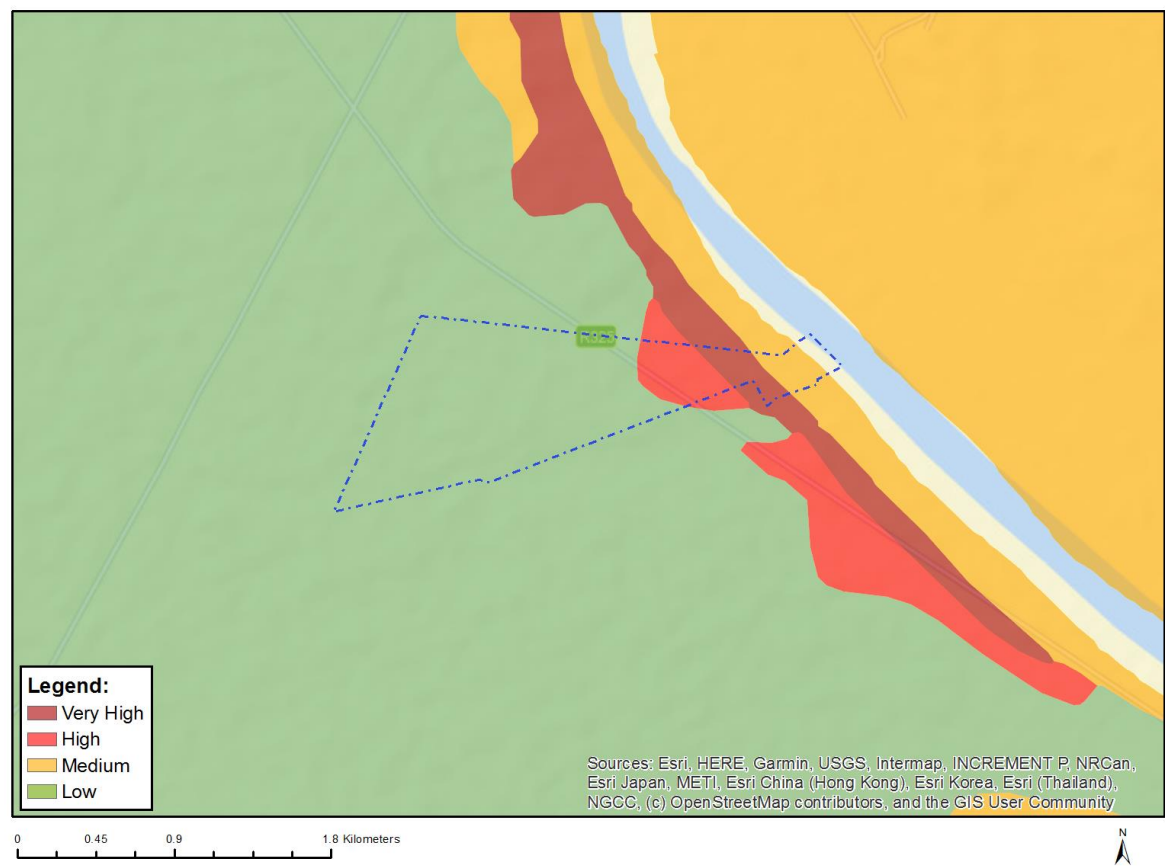 Legend:
Very High
High
Medium
Low
Sources: Esri, HERE, Garmin, USGS, Intermap, INCREMENT P, NRCan,
Esri Japan, METI, Esri China (Hong Kong), Esri Korea, Esri (Thailand),
NGCC, (c) OpenStreetMap contributors, and the GIS User Community
0 0.45 0.9 1.8 Kilometers
N